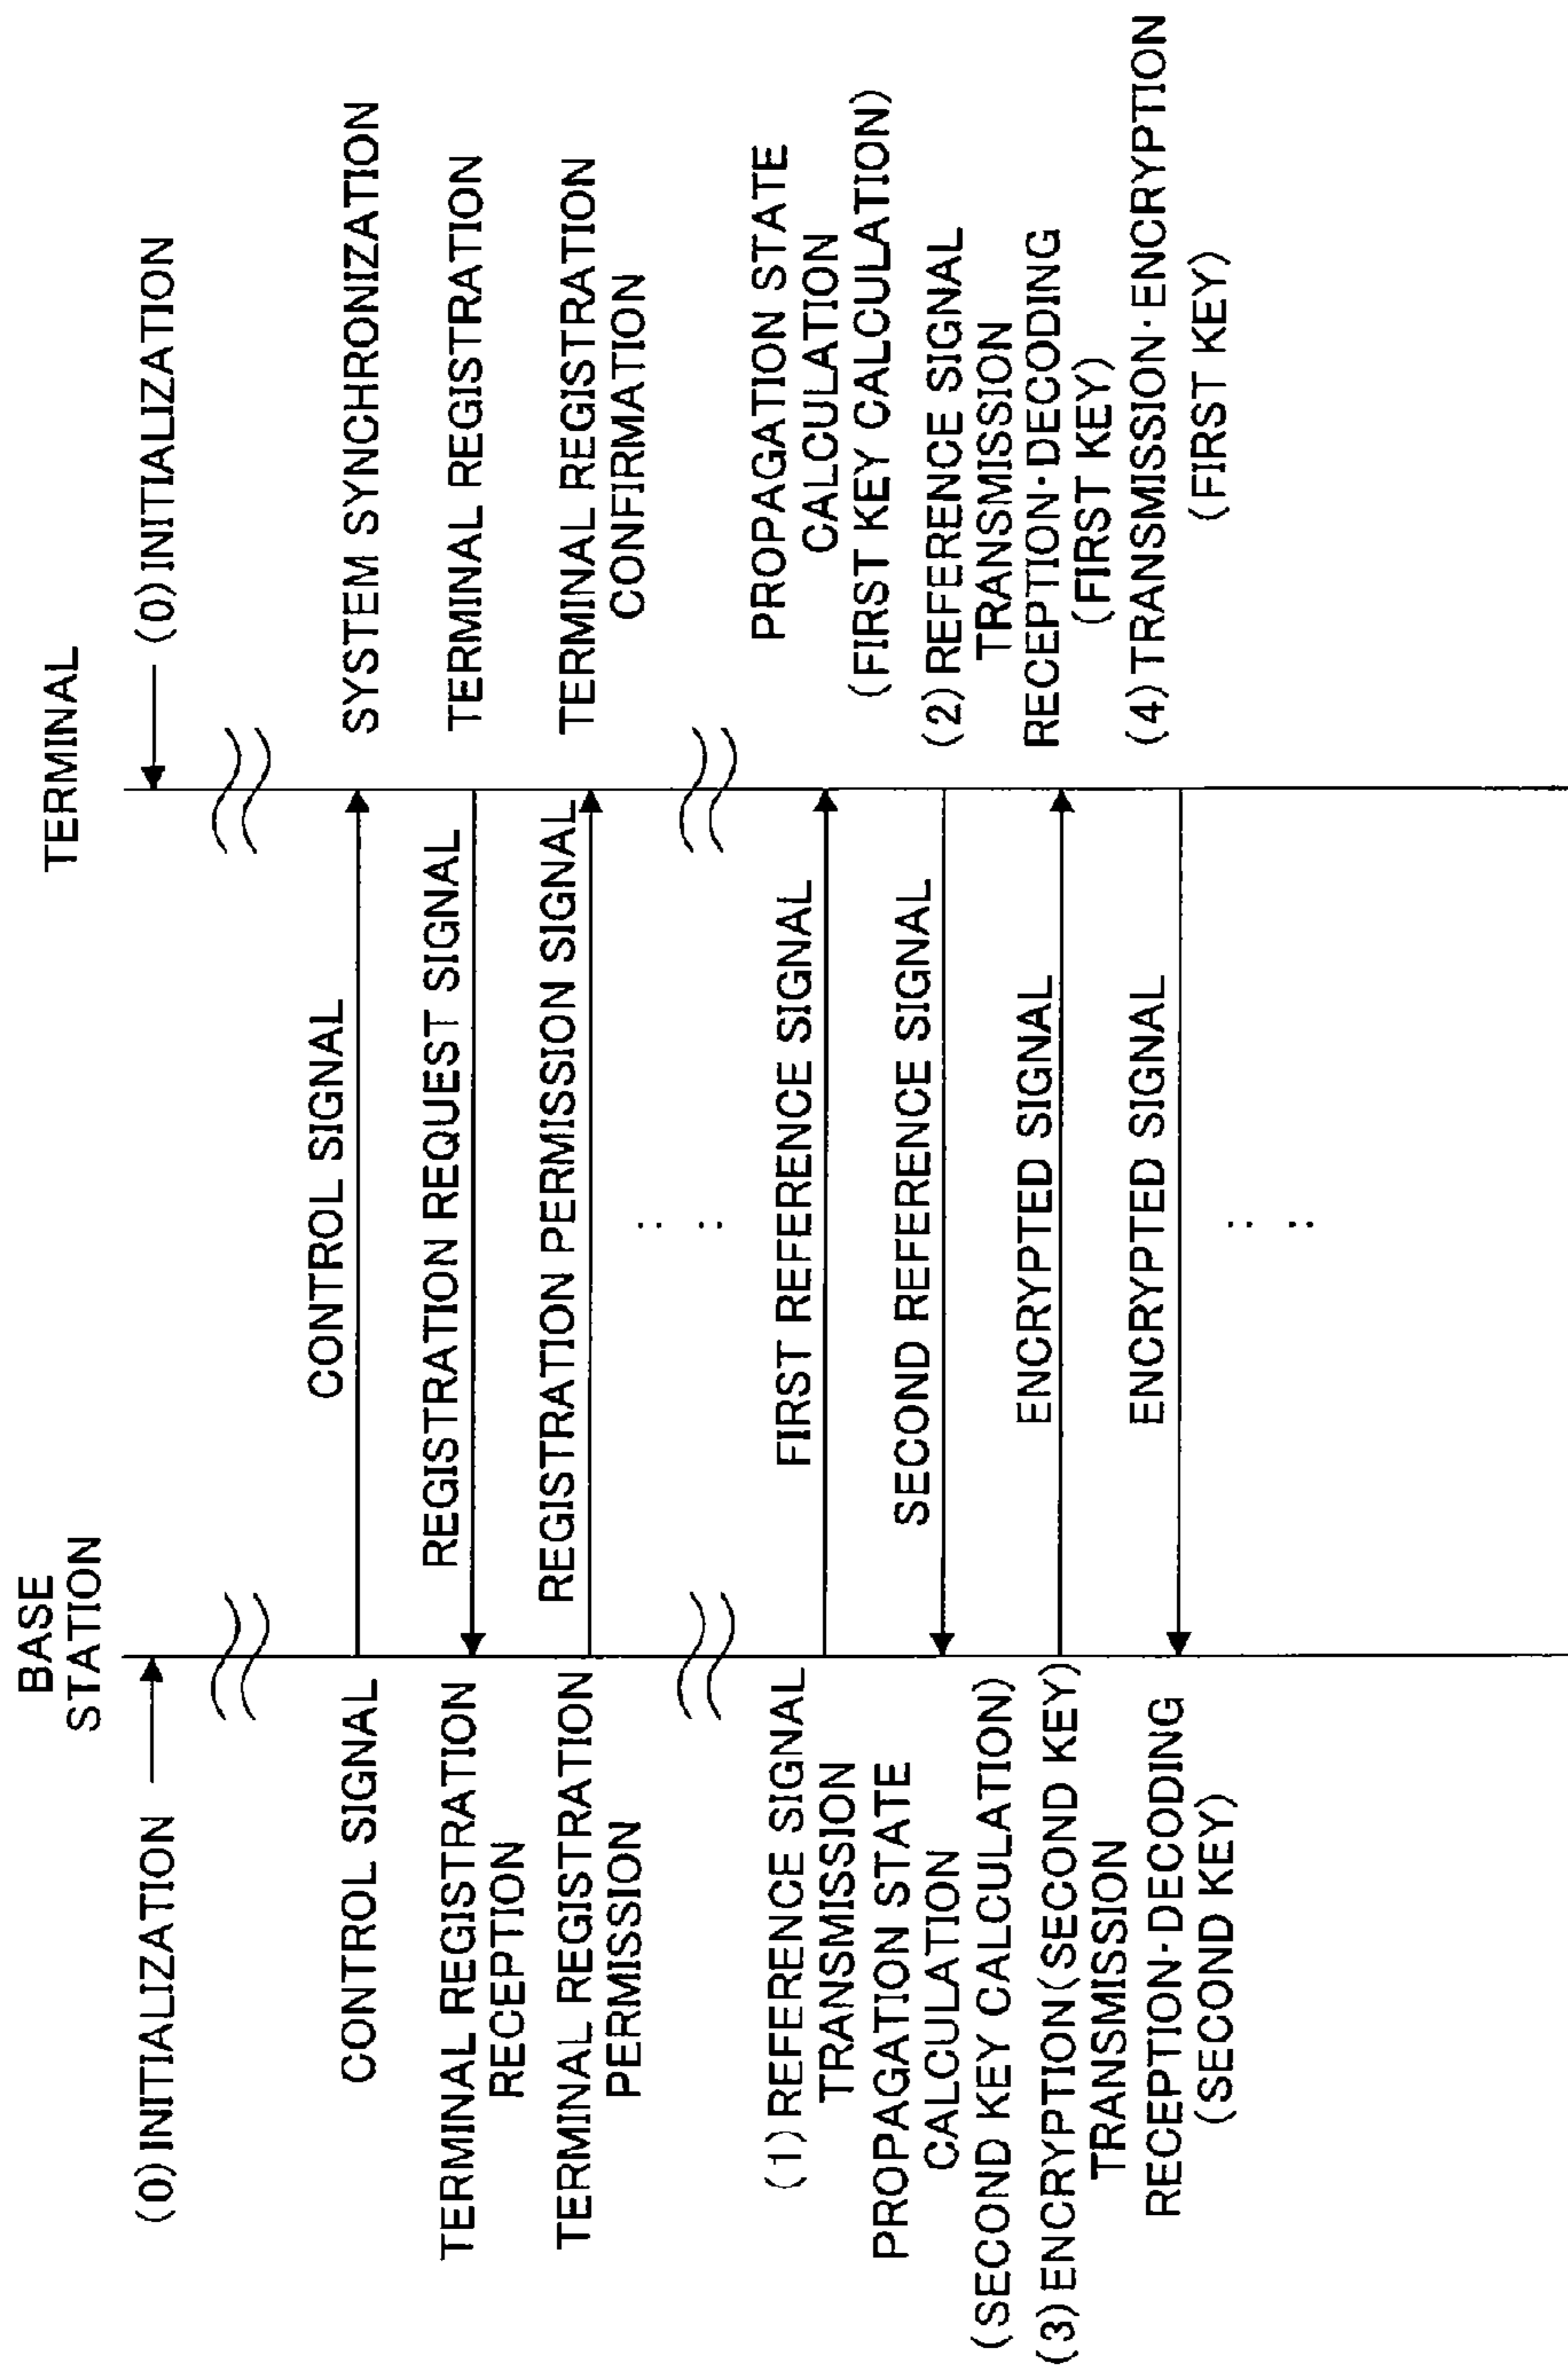 BASE
STATION
TERMINAL
(0) INITIALIZATION
(0) INITIALIZATION
CONTROL SIGNAL
CONTROL SIGNAL
SYSTEM SYNCHRONIZATION
TERMINAL REGISTRATION
RECEPTION
REGISTRATION REQUEST SIGNAL
TERMINAL REGISTRATION
TERMINAL REGISTRATION
PERMISSION
REGISTRATION PERMISSION SIGNAL
TERMINAL REGISTRATION
CONFIRMATION
(1) REFERENCE SIGNAL
TRANSMISSION
FIRST REFERENCE SIGNAL
PROPAGATION STATE
CALCULATION
(FIRST KEY CALCULATION)
PROPAGATION STATE
CALCULATION
(SECOND KEY CALCULATION)
SECOND REFERENCE SIGNAL
(2) REFERENCE SIGNAL
TRANSMISSION
(3) ENCRYPTION(SECOND KEY)
TRANSMISSION
ENCRYPTED SIGNAL
RECEPTION·DECODING
(FIRST KEY)
RECEPTION·DECODING
(SECOND KEY)
ENCRYPTED SIGNAL
(4) TRANSMISSION·ENCRYPTION
(FIRST KEY)